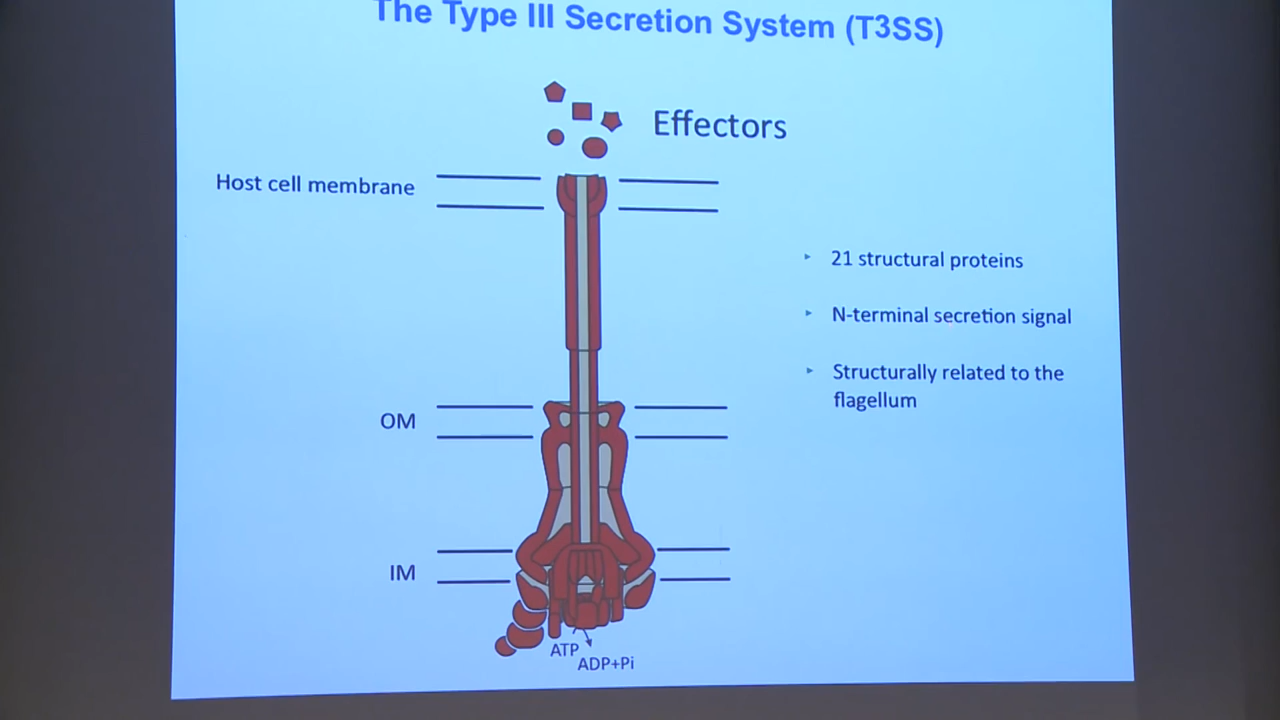 The Type III Secretion System (T3SS)
Effectors
Host cell membrane
▸ 21 structural proteins
▸ N-terminal secretion signal
▸ Structurally related to the
flagellum
OM
IM
ATP
ADP+Pi